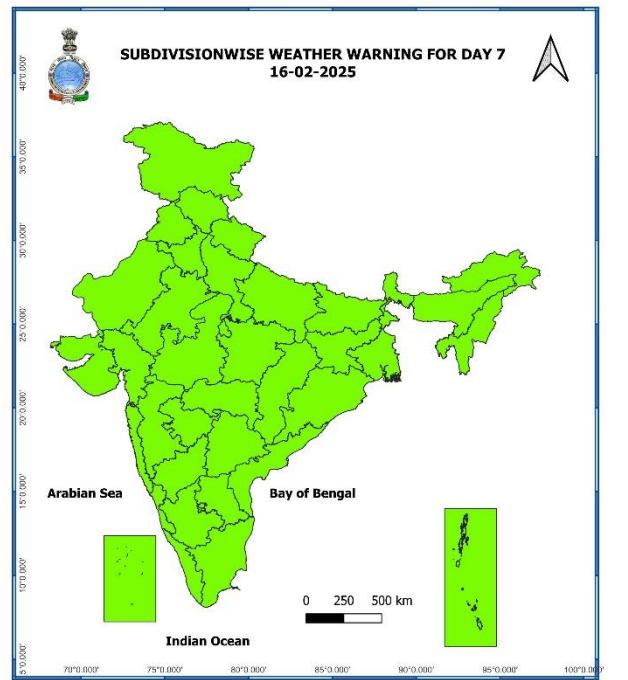 SUBDIVISIONWISE WEATHER WARNING FOR DAY 7
16-02-2025
40°0.000'
35°0.000'
30°0.000'
25°0.000'
20°0.000'
15°0.000'
10°0.000'
5°0.000'
Arabian Sea
Bay of Bengal
0 250 500 km
Indian Ocean
70°0.000' 75°0.000' 80°0.000' 85°0.000' 90°0.000' 95°0.000' 100°0.000'